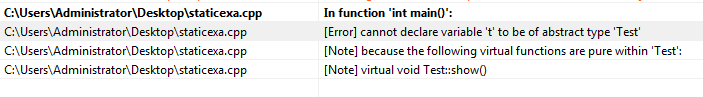 C:\Users\Administrator\Desktop\staticexa.cpp In function 'int main()':
C:\Users\Administrator\Desktop\staticexa.cpp [Error] cannot declare variable 't' to be of abstract type 'Test'
C:\Users\Administrator\Desktop\staticexa.cpp [Note] because the following virtual functions are pure within 'Test':
C:\Users\Administrator\Desktop\staticexa.cpp [Note] virtual void Test::show()